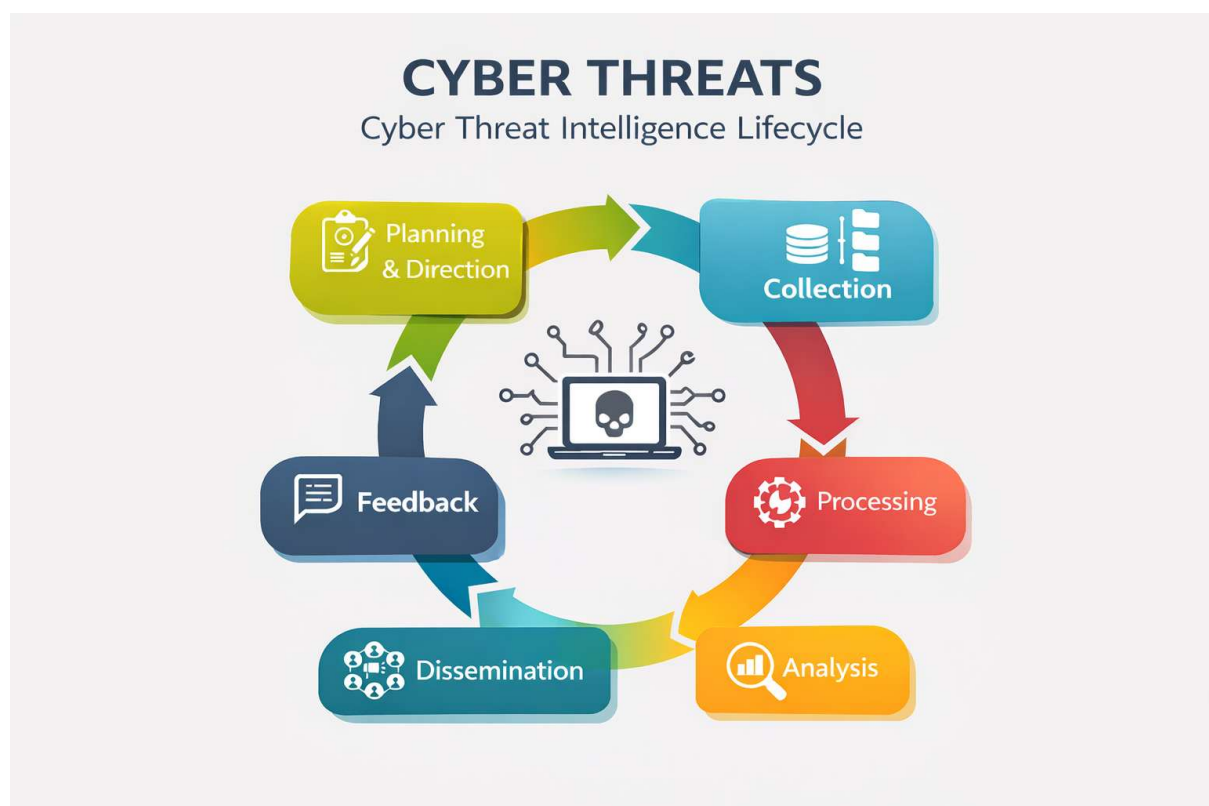 CYBER THREATS
Cyber Threat Intelligence Lifecycle
Planning
& Direction
Collection
Feedback
Processing
Dissemination
Analysis